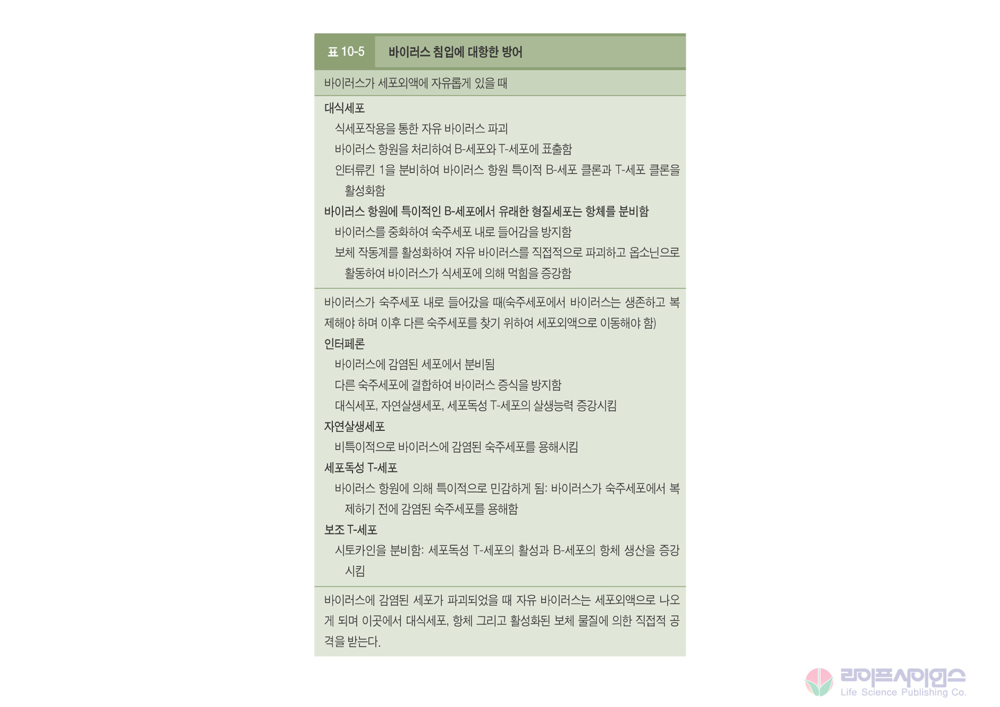 표 10-5 바이러스 침입에 대항한 방어
바이러스가 세포외액에 자유롭게 있을 때
대식세포
식세포작용을 통한 자유 바이러스 파괴
바이러스 항원을 처리하여 B-세포와 T-세포에 표출함
인터류킨 1을 분비하여 바이러스 항원 특이적 B-세포 클론과 T-세포 클론을
활성화함
바이러스 항원에 특이적인 B-세포에서 유래한 형질세포는 항체를 분비함
바이러스를 중화하여 숙주세포 내로 들어감을 방지함
보체 작동계를 활성화하여 자유 바이러스를 직접적으로 파괴하고 옵소닌으로
활동하여 바이러스가 식세포에 의해 먹힘을 증강함
바이러스가 숙주세포 내로 들어갔을 때(숙주세포에서 바이러스는 생존하고 복
제해야 하며 이후 다른 숙주세포를 찾기 위하여 세포외액으로 이동해야 함)
인터페론
바이러스에 감염된 세포에서 분비됨
다른 숙주세포에 결합하여 바이러스 증식을 방지함
대식세포, 자연살생세포, 세포독성 T-세포의 살생능력 증강시킴
자연살생세포
비특이적으로 바이러스에 감염된 숙주세포를 용해시킴
세포독성 T-세포
바이러스 항원에 의해 특이적으로 민감하게 됨: 바이러스가 숙주세포에서 복
제하기 전에 감염된 숙주세포를 용해함
보조 T-세포
시토카인을 분비함: 세포독성 T-세포의 활성과 B-세포의 항체 생산을 증강
시킴
바이러스에 감염된 세포가 파괴되었을 때 자유 바이러스는 세포외액으로 나오
게 되며 이곳에서 대식세포, 항체 그리고 활성화된 보체 물질에 의한 직접적 공
격을 받는다.
라이프사이언스
Life Science Publishing Co.